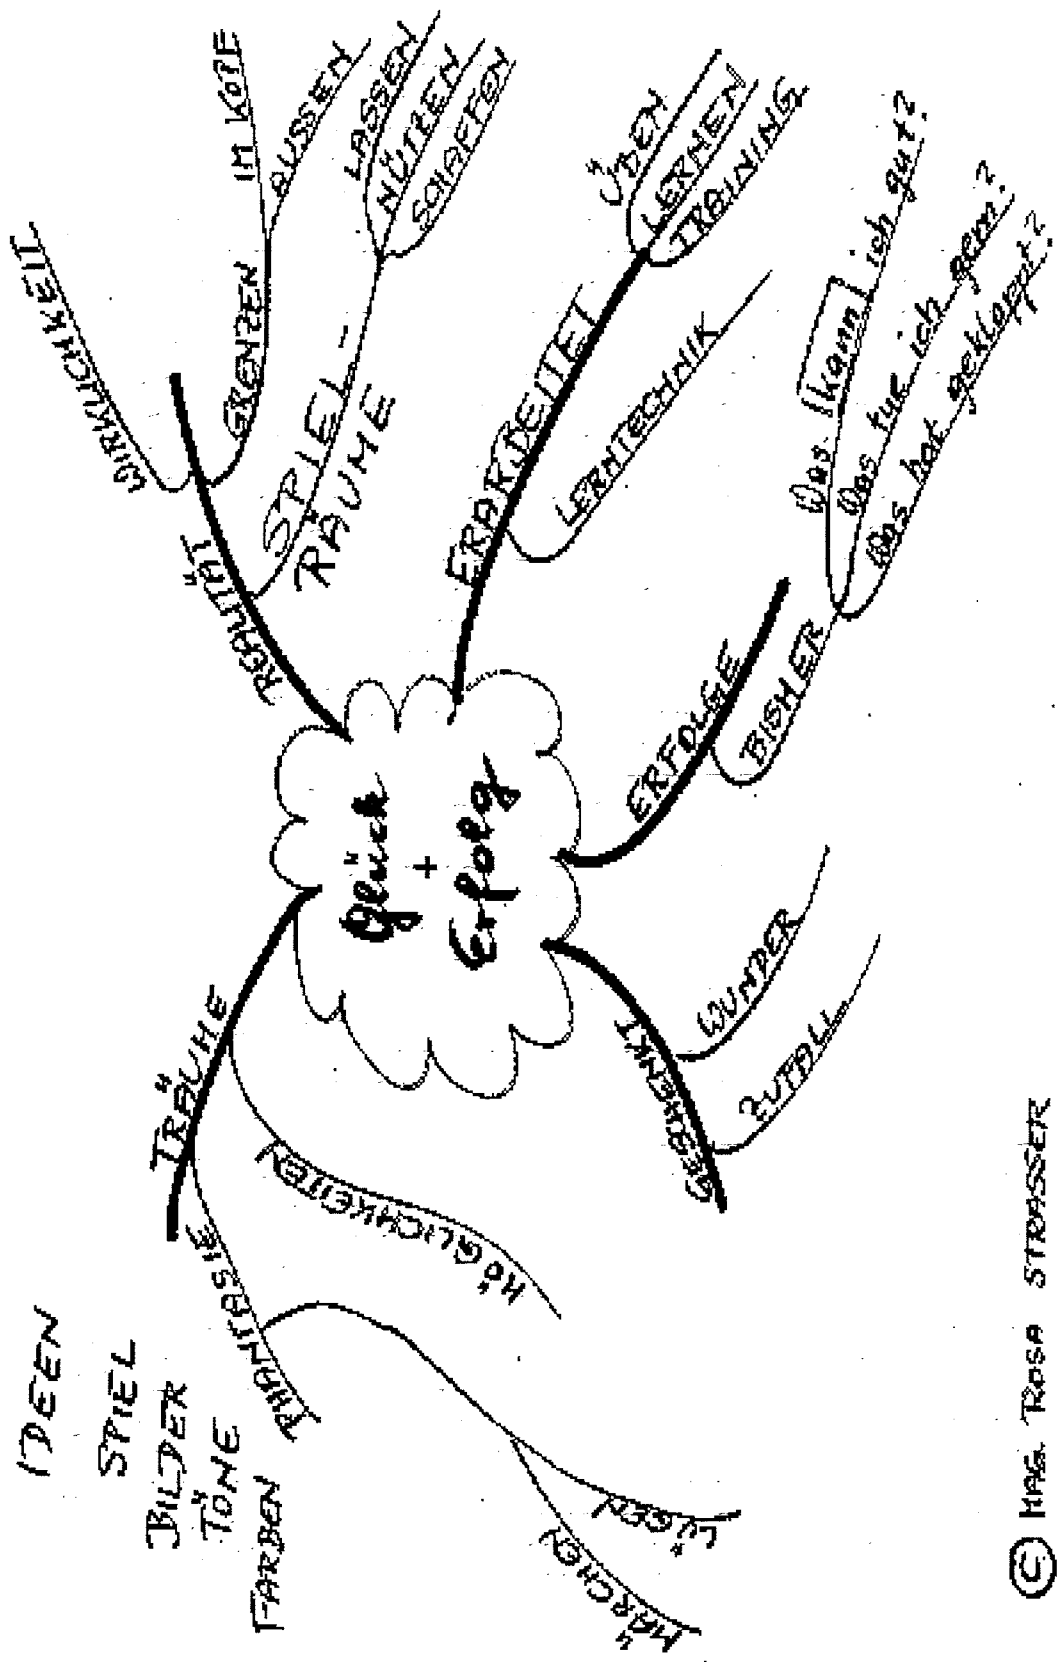 IDEEN
SPIEL
BILDER
TÖNE
FARBEN
TRÄUME
PHANTASIE
MÄRCHEN
LÜGEN
MÖGLICHKEITEN
REALITÄT
WIRKLICHKEIT
GRENZEN
IM KOPF
AUSSEN
SPIEL-
RÄUME
LASSEN
NÜTZEN
SCHAFFEN
Glück
+
Erfolg
ERARBEITET
ÜBEN
LERNEN
TRAINING
LERNTECHNIK
ERFOLGE
BISHER
Was kann ich gut?
Was tue ich gern?
Was hat geklappt?
GESCHENKT
WUNDER
ZUFALL
© MAG. ROSA STRASSER